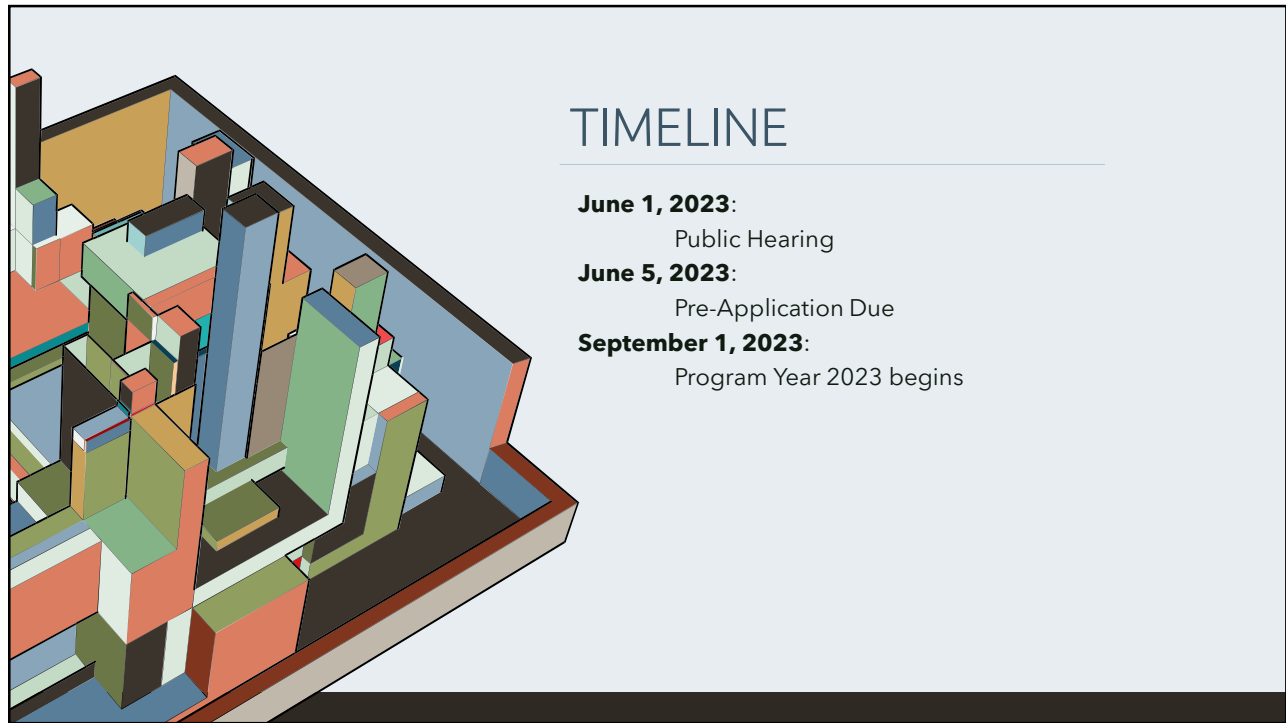 TIMELINE
June 1, 2023:
Public Hearing
June 5, 2023:
Pre-Application Due
September 1, 2023:
Program Year 2023 begins